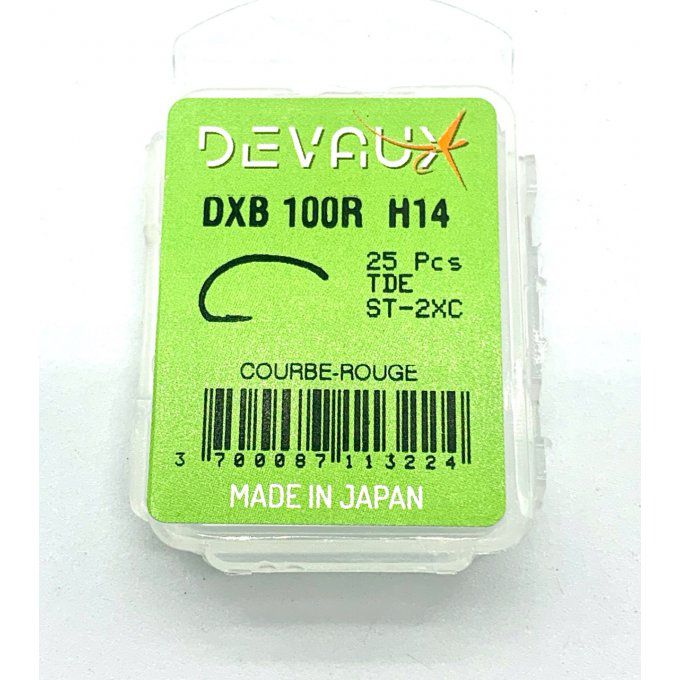 DEVAUX
DXB 100R H14
25 Pcs
TDE
ST-2XC
COURBE-ROUGE
3 700087 113224
MADE IN JAPAN